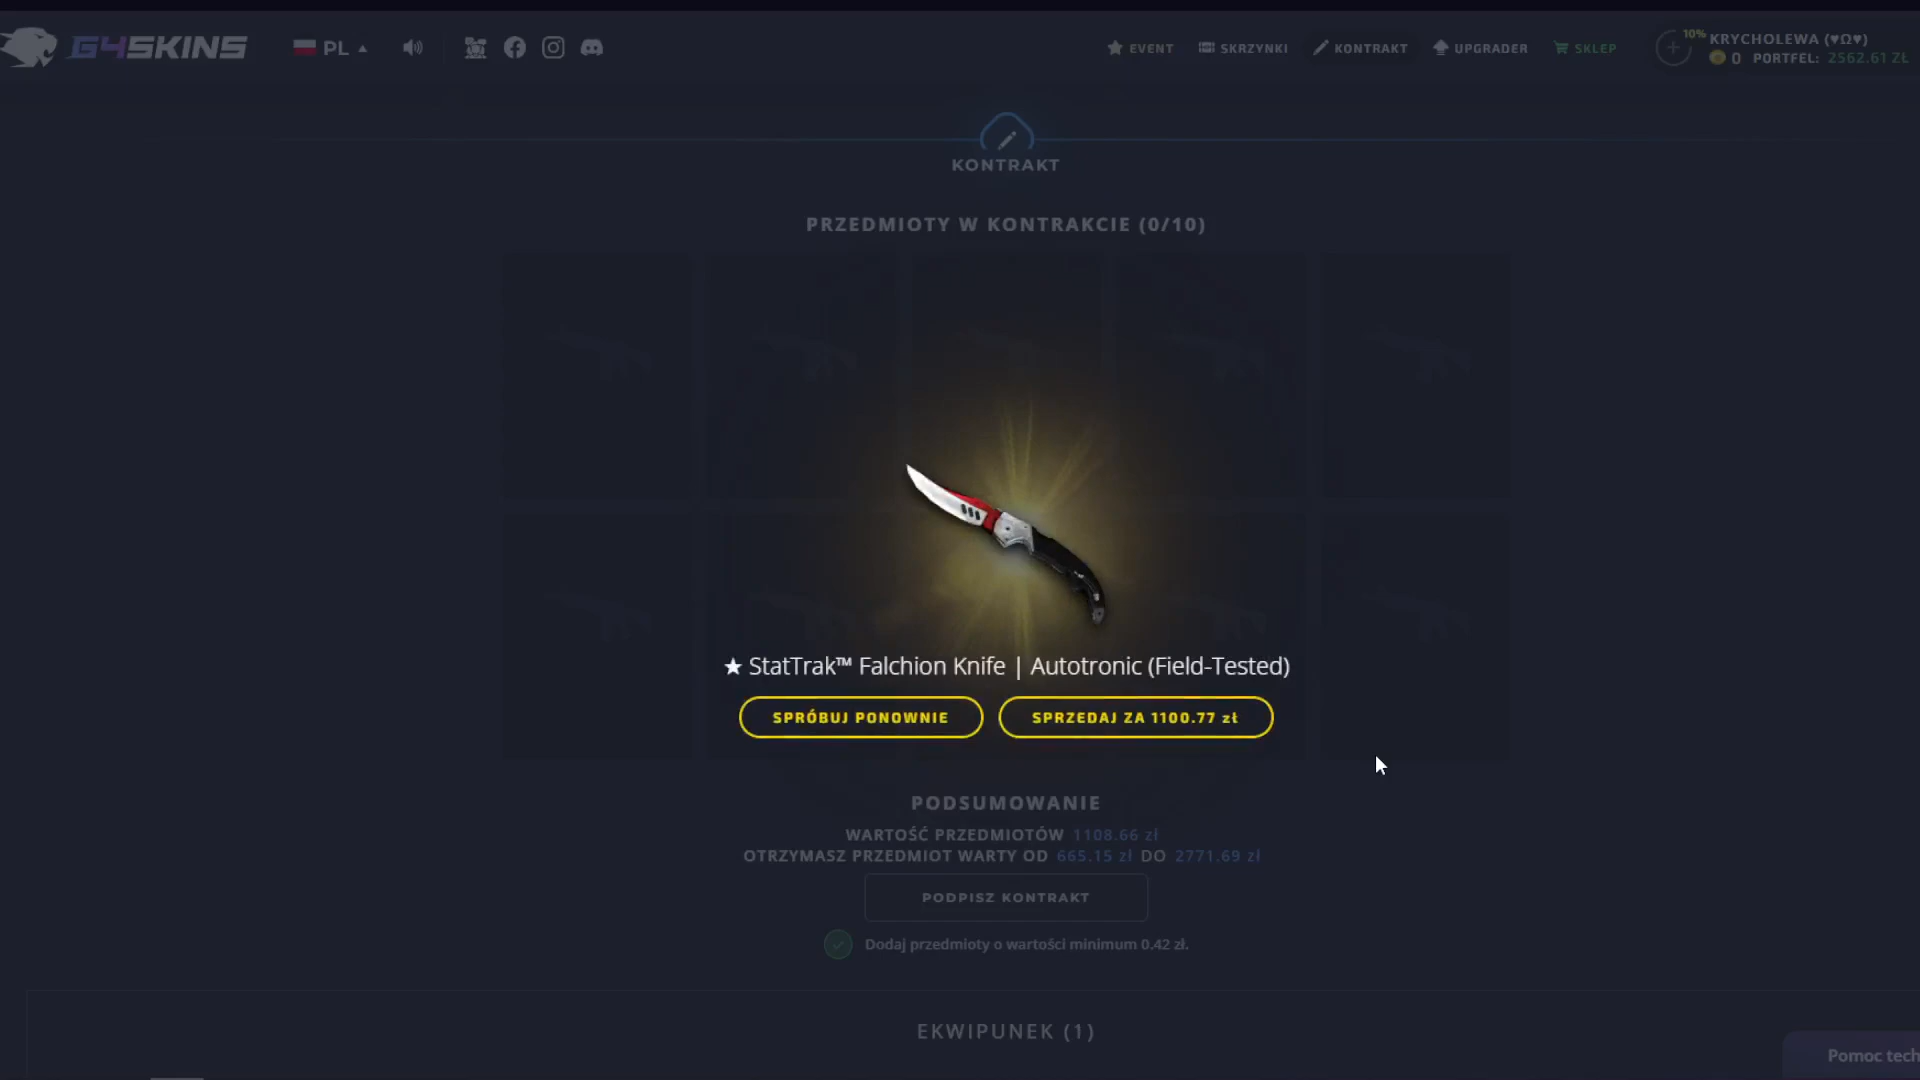 G4SKINS
PL
EVENT
SKRZYNKI
KONTRAKT
UPGRADER
SKLEP
10%
KRYCHOLEWA (♥Ω♥)
0 PORTFEL: 2562.61 ZŁ
KONTRAKT
PRZEDMIOTY W KONTRAKCIE (0/10)
★ StatTrak™ Falchion Knife | Autotronic (Field-Tested)
SPRÓBUJ PONOWNIE
SPRZEDAJ ZA 1100.77 zł
PODSUMOWANIE
WARTOŚĆ PRZEDMIOTÓW 1108.66 zł
OTRZYMASZ PRZEDMIOT WARTY OD 665.15 zł DO 2771.69 zł
PODPISZ KONTRAKT
Dodaj przedmioty o wartości minimum 0.42 zł.
EKWIPUNEK (1)
Pomoc tech